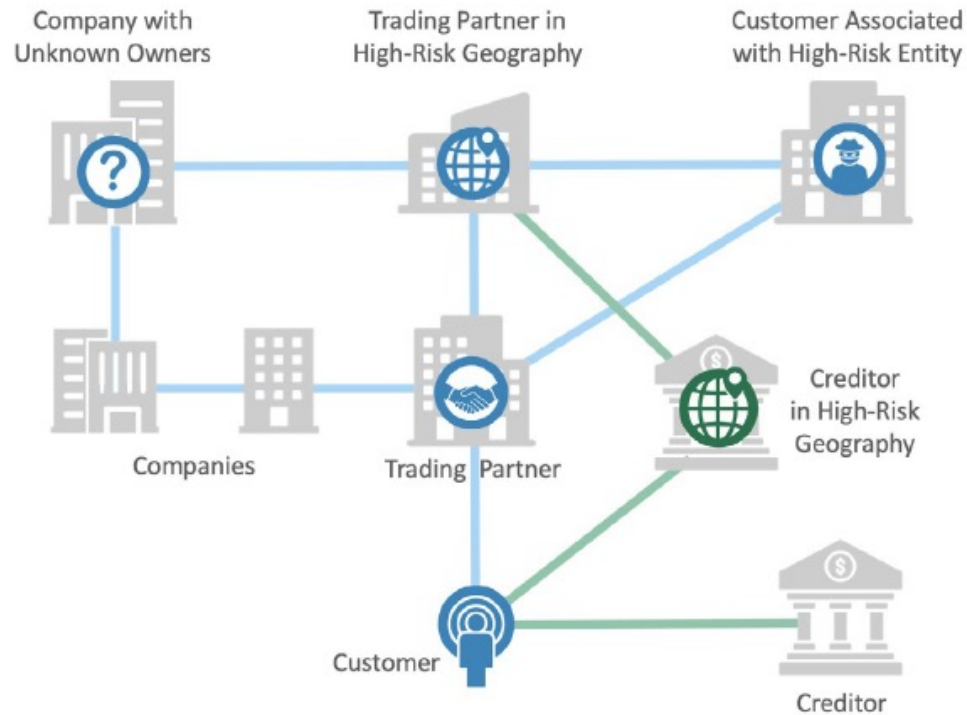 Company with
Unknown Owners
Trading Partner in
High-Risk Geography
Customer Associated
with High-Risk Entity
?
$
Creditor
in High-Risk
Geography
Companies
Trading Partner
$
Customer
Creditor